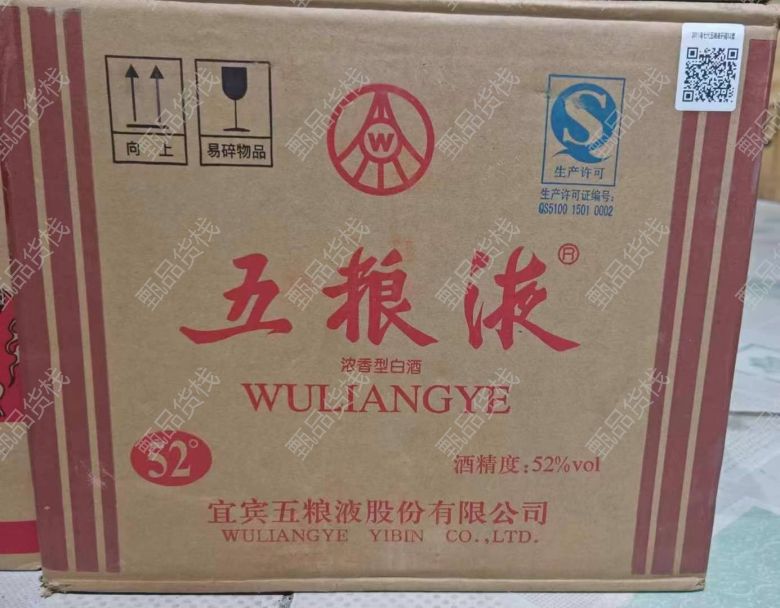 向 上
易碎物品
W
S
生产许可
生产许可证编号:
QS5100 1501 0002
五粮液®
浓香型白酒
WULIANGYE
52°
酒精度:52%vol
宜宾五粮液股份有限公司
WULIANGYE YIBIN CO.,LTD.
甄品货栈